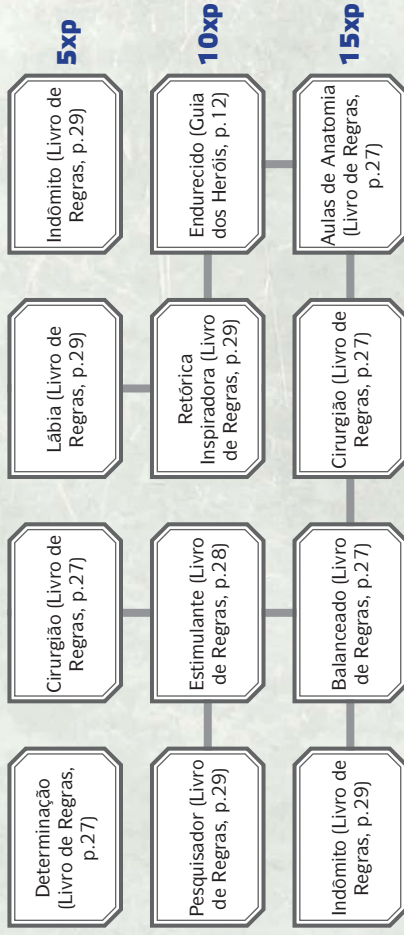 Determinação
(Livro de Regras,
p.27)
Cirurgião (Livro de
Regras, p.27)
Lábia (Livro de
Regras, p.29)
Indômito (Livro de
Regras, p.29)
5xp
Pesquisador (Livro
de Regras, p.29)
Estimulante (Livro
de Regras, p.28)
Retórica
Inspiradora (Livro
de Regras, p.29)
Endurecido (Guia
dos Heróis, p.12)
10xp
Indômito (Livro de
Regras, p.29)
Balanceado (Livro
de Regras, p.27)
Cirurgião (Livro de
Regras, p.27)
Aulas de Anatomia
(Livro de Regras,
p.27)
15xp